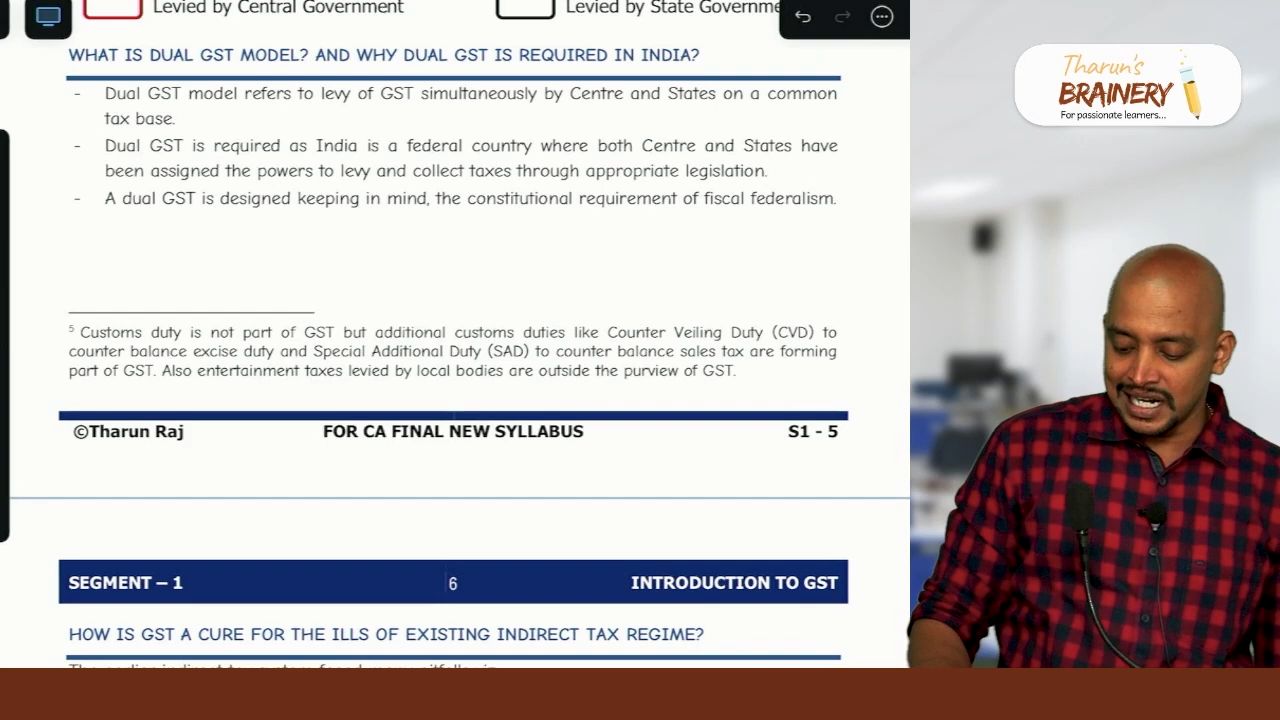 Levied by Central Government
Levied by State Governme
WHAT IS DUAL GST MODEL? AND WHY DUAL GST IS REQUIRED IN INDIA?
- Dual GST model refers to levy of GST simultaneously by Centre and States on a common
tax base.
- Dual GST is required as India is a federal country where both Centre and States have
been assigned the powers to levy and collect taxes through appropriate legislation.
- A dual GST is designed keeping in mind, the constitutional requirement of fiscal federalism.
5 Customs duty is not part of GST but additional customs duties like Counter Veiling Duty (CVD) to
counter balance excise duty and Special Additional Duty (SAD) to counter balance sales tax are forming
part of GST. Also entertainment taxes levied by local bodies are outside the purview of GST.
©Tharun Raj FOR CA FINAL NEW SYLLABUS S1 - 5
SEGMENT – 1 6 INTRODUCTION TO GST
HOW IS GST A CURE FOR THE ILLS OF EXISTING INDIRECT TAX REGIME?
Tharun's
BRAINERY
For passionate learners...